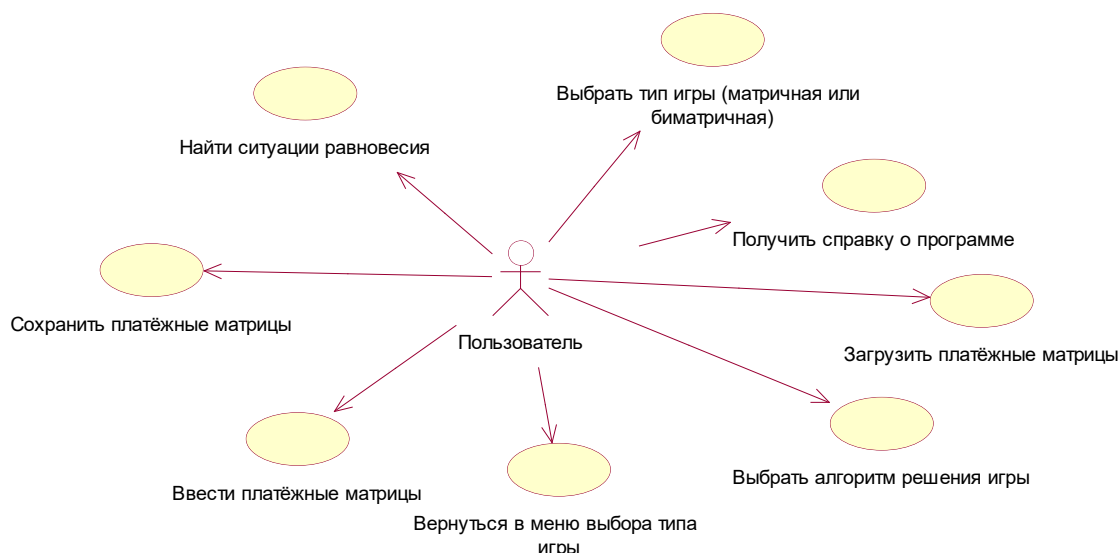 Выбрать тип игры (матричная или
биматричная)
Найти ситуации равновесия
Получить справку о программе
Сохранить платёжные матрицы
Пользователь
Загрузить платёжные матрицы
Выбрать алгоритм решения игры
Ввести платёжные матрицы
Вернуться в меню выбора типа
игры